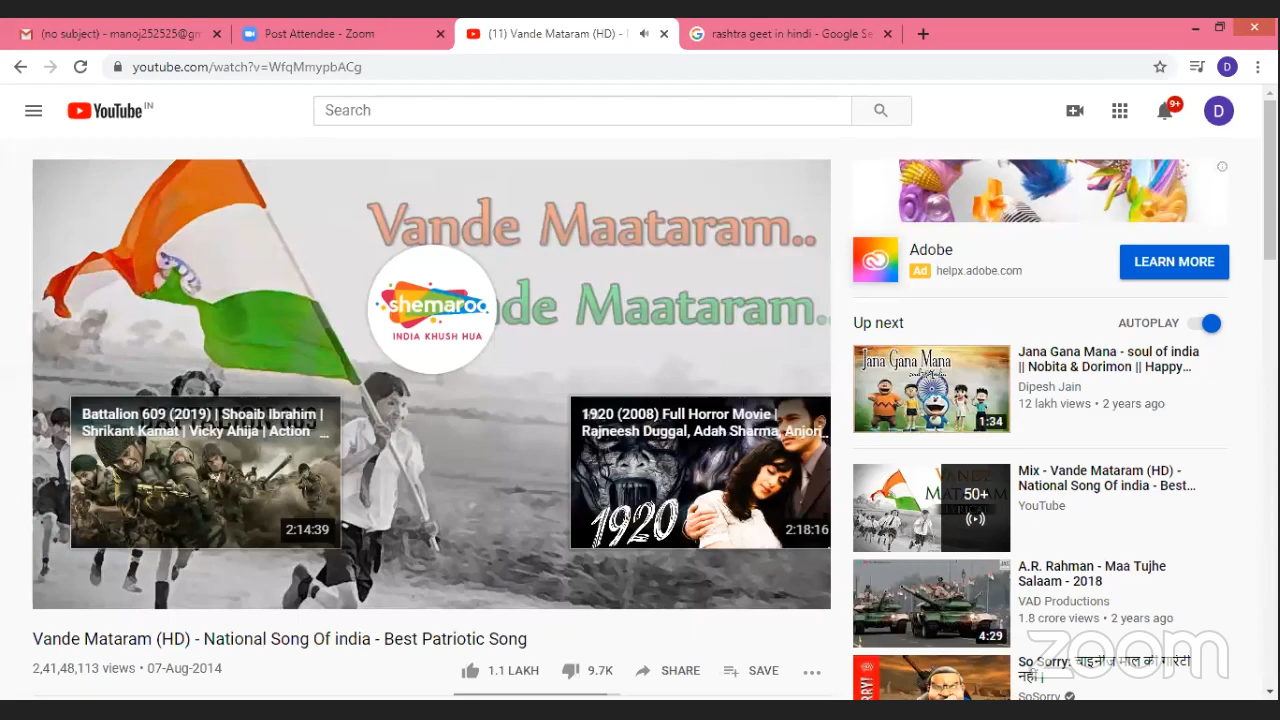 (no subject) - manoj252525@gm
Post Attendee - Zoom
(11) Vande Mataram (HD) -
rashtra geet in hindi - Google Se
youtube.com/watch?v=WfqMmypbACg
D
YouTube IN
Search
9+
D
Vande Maataram..
Maataram..
shemaroo
INDIA KHUSH HUA
Battalion 609 (2019) | Shoaib Ibrahim |
Shrikant Kamat | Vicky Ahija | Action ...
2:14:39
1920 (2008) Full Horror Movie |
Rajneesh Duggal, Adah Sharma, Anjori...
1920
2:18:16
Vande Mataram (HD) - National Song Of india - Best Patriotic Song
2,41,48,113 views • 07-Aug-2014
1.1 LAKH
9.7K
SHARE
SAVE
Adobe
Ad helpx.adobe.com
LEARN MORE
Up next
AUTOPLAY
Jana Gana Mana
1:34
Jana Gana Mana - soul of india
|| Nobita & Dorimon || Happy...
Dipesh Jain
12 lakh views • 2 years ago
50+
Mix - Vande Mataram (HD) -
National Song Of india - Best...
YouTube
4:29
A.R. Rahman - Maa Tujhe
Salaam - 2018
VAD Productions
1.8 crore views • 2 years ago
zoom
So Sorry: चाइनीज माल की गारंटी
नहीं |
SoSorry